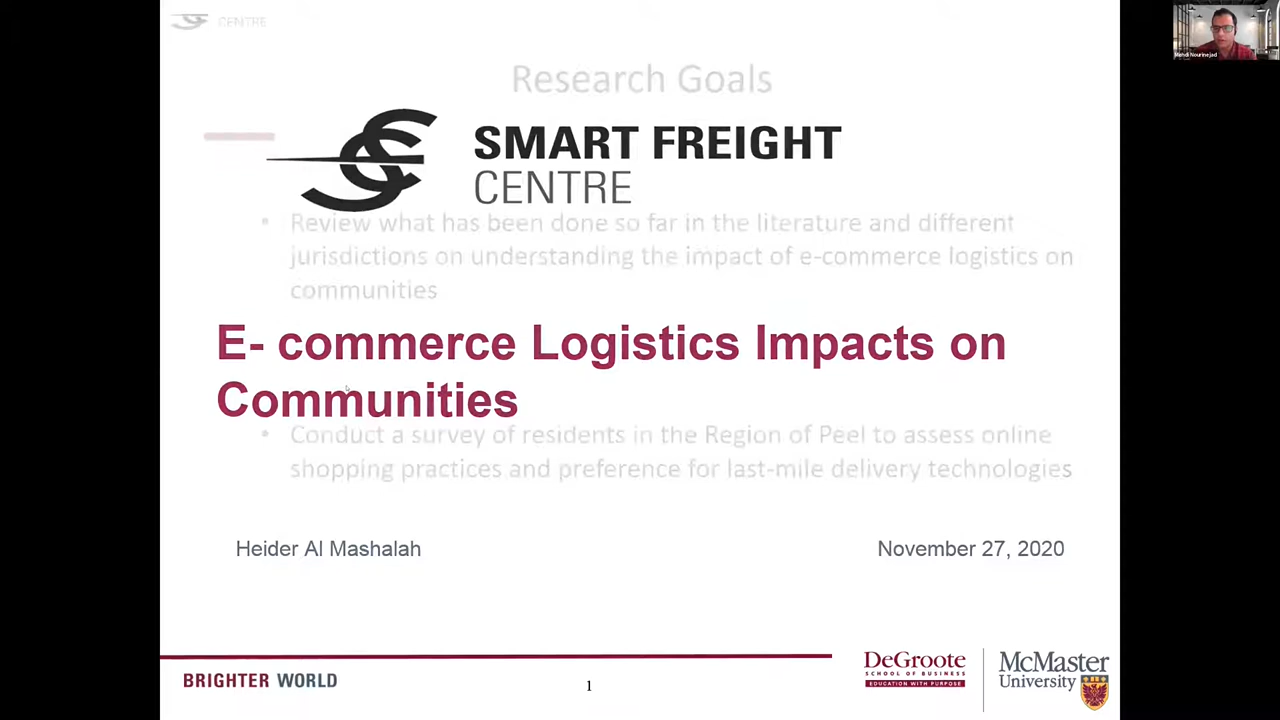 CENTRE
Mehdi Nourinejad
Research Goals
SMART FREIGHT
CENTRE
• Review what has been done so far in the literature and different
jurisdictions on understanding the impact of e-commerce logistics on
communities
E- commerce Logistics Impacts on
Communities
• Conduct a survey of residents in the Region of Peel to assess online
shopping practices and preference for last-mile delivery technologies
Heider Al Mashalah
November 27, 2020
BRIGHTER WORLD
1
DeGroote
SCHOOL OF BUSINESS
EDUCATION WITH PURPOSE
McMaster
University